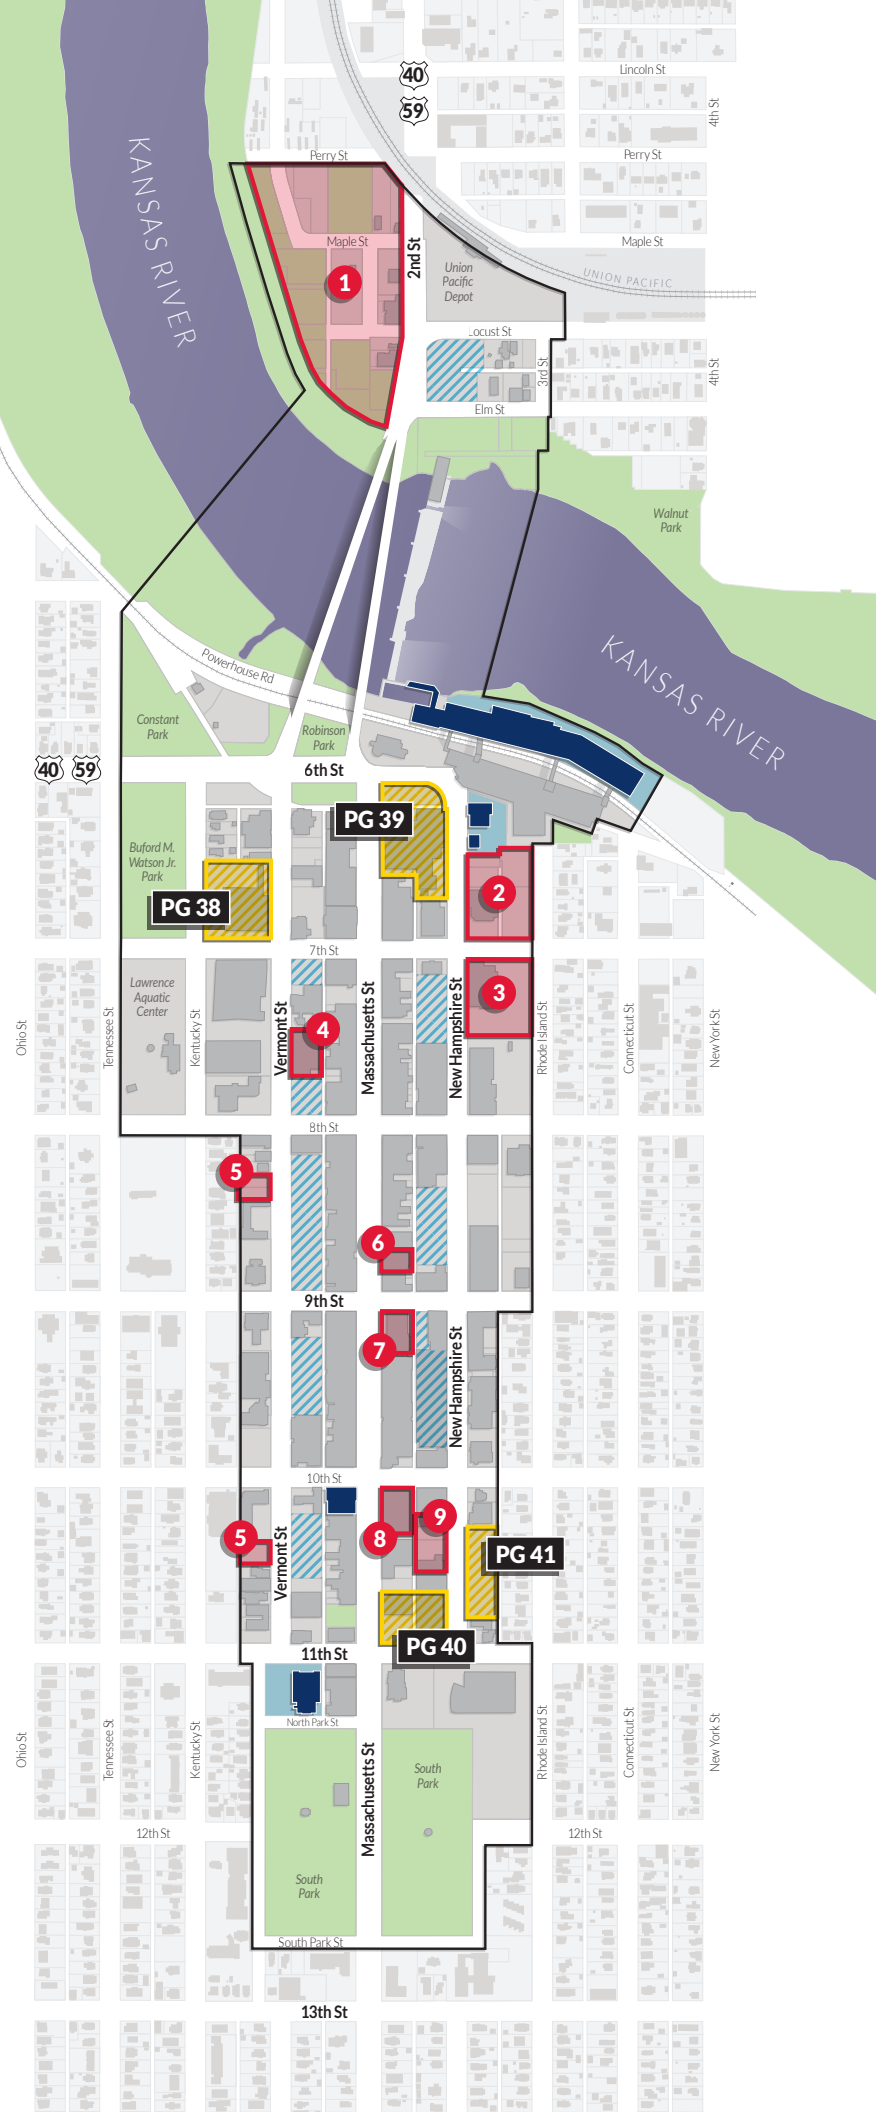 Lincoln St
40
59
4th St
Perry St
Perry St
KANSAS RIVER
Maple St
2nd St
Maple St
Union
Pacific
Depot
UNION PACIFIC
1
Locust St
3rd St
4th St
Elm St
Walnut
Park
KANSAS RIVER
Powerhouse Rd
Constant
Park
Robinson
Park
40
59
6th St
PG 39
Buford M.
Watson Jr.
Park
PG 38
2
7th St
Lawrence
Aquatic
Center
3
4
Ohio St
Tennessee St
Kentucky St
Vermont St
Massachusetts St
New Hampshire St
Rhode Island St
Connecticut St
New York St
8th St
5
6
9th St
7
New Hampshire St
10th St
5
Vermont St
8
9
PG 41
PG 40
11th St
North Park St
Ohio St
Tennessee St
Kentucky St
Massachusetts St
South
Park
Rhode Island St
Connecticut St
New York St
12th St
12th St
South
Park
South Park St
13th St